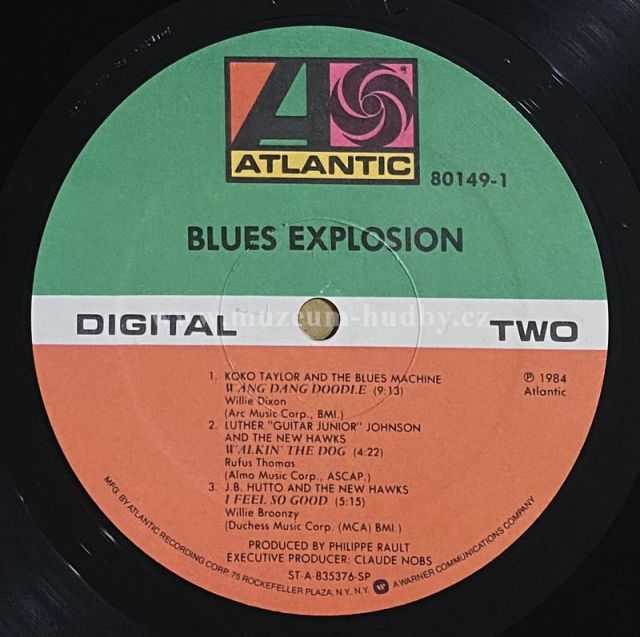 ATLANTIC
80149-1
BLUES EXPLOSION
www.muzeum-hudby.cz
DIGITAL TWO
1. KOKO TAYLOR AND THE BLUES MACHINE
WANG DANG DOODLE (9:13)
Willie Dixon
(Arc Music Corp., BMI.)
℗ 1984
Atlantic
2. LUTHER "GUITAR JUNIOR" JOHNSON
AND THE NEW HAWKS
WALKIN' THE DOG (4:22)
Rufus Thomas
(Almo Music Corp., ASCAP.)
3. J.B. HUTTO AND THE NEW HAWKS
I FEEL SO GOOD (5:15)
Willie Broonzy
(Duchess Music Corp. (MCA) BMI.)
PRODUCED BY PHILIPPE RAULT
EXECUTIVE PRODUCER: CLAUDE NOBS
ST-A-835376-SP
MFG. BY ATLANTIC RECORDING CORP., 75 ROCKEFELLER PLAZA, N.Y., N.Y. A WARNER COMMUNICATIONS COMPANY